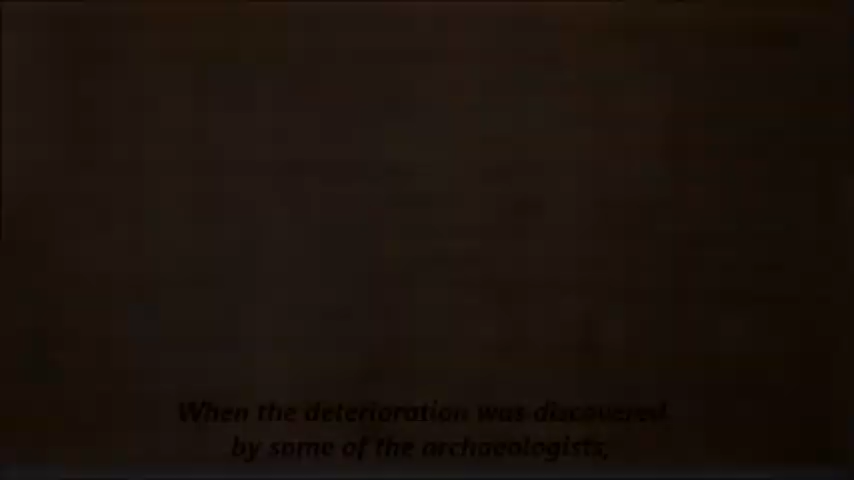 When the deterioration was discovered
by some of the archaeologists,